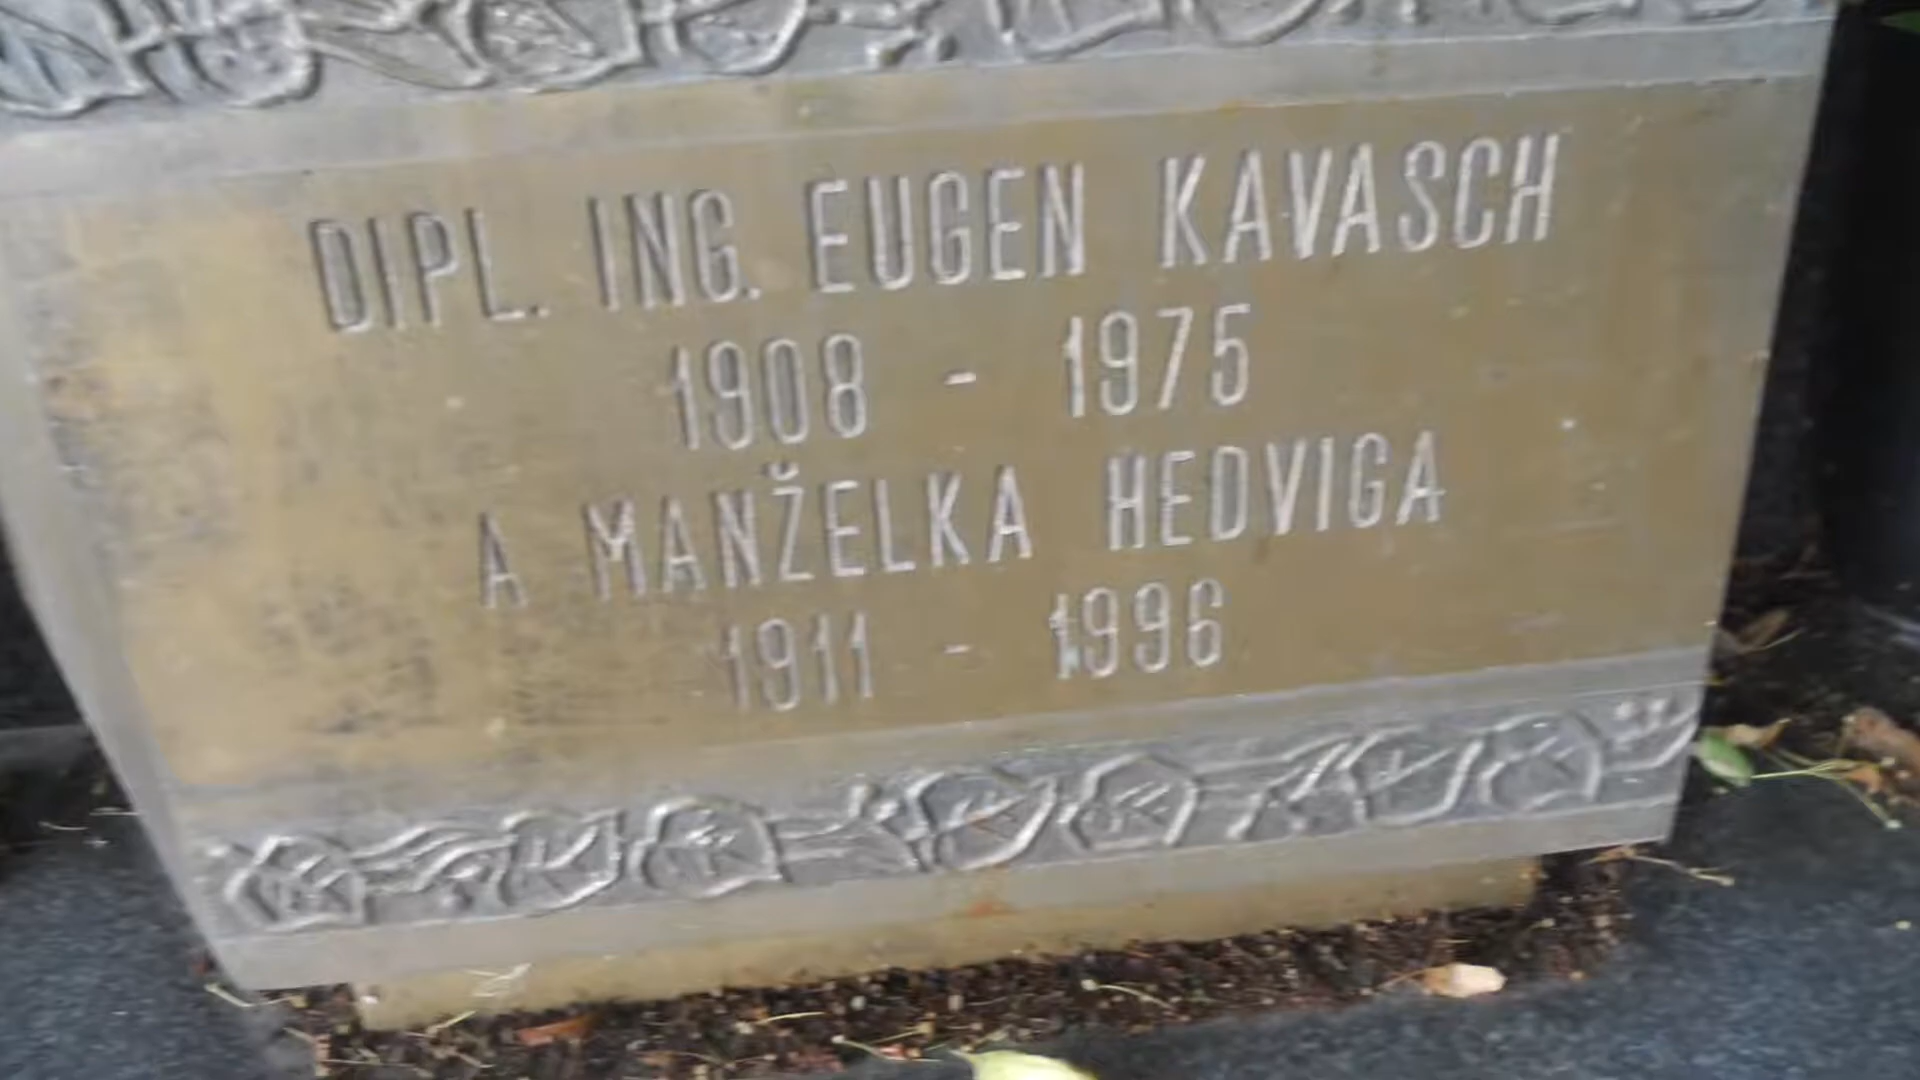 DIPL. ING. EUGEN KAVASCH
1908 - 1975
A MANŽELKA HEDVIGA
1911 - 1996